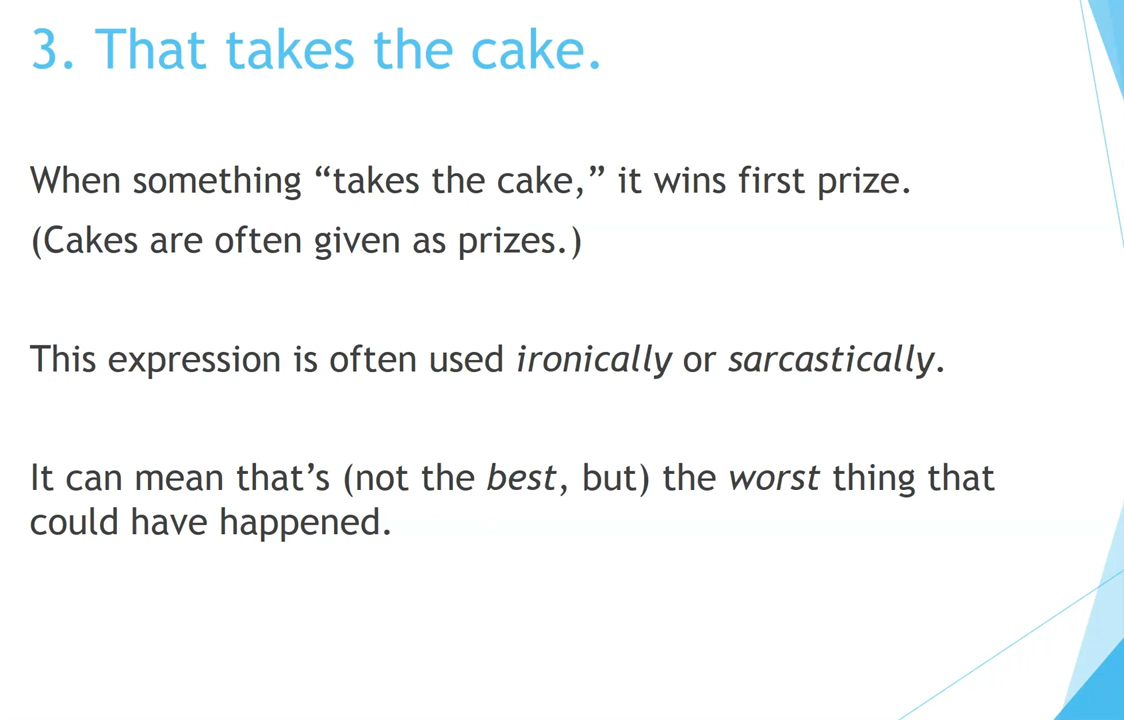 3. That takes the cake.
When something “takes the cake,” it wins first prize.
(Cakes are often given as prizes.)
This expression is often used ironically or sarcastically.
It can mean that’s (not the best, but) the worst thing that
could have happened.